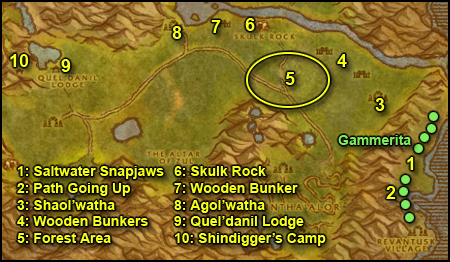 8
7
6
SKULK ROCK
10
9
QUEL'DANIL
LODGE
4
5
3
Gammerita
THE ALTAR
OF ZUL
1
2
1: Saltwater Snapjaws
2: Path Going Up
3: Shaol'watha
4: Wooden Bunkers
5: Forest Area
6: Skulk Rock
7: Wooden Bunker
8: Agol'watha
9: Quel'danil Lodge
10: Shindigger's Camp
REVANTUSK
VILLAGE